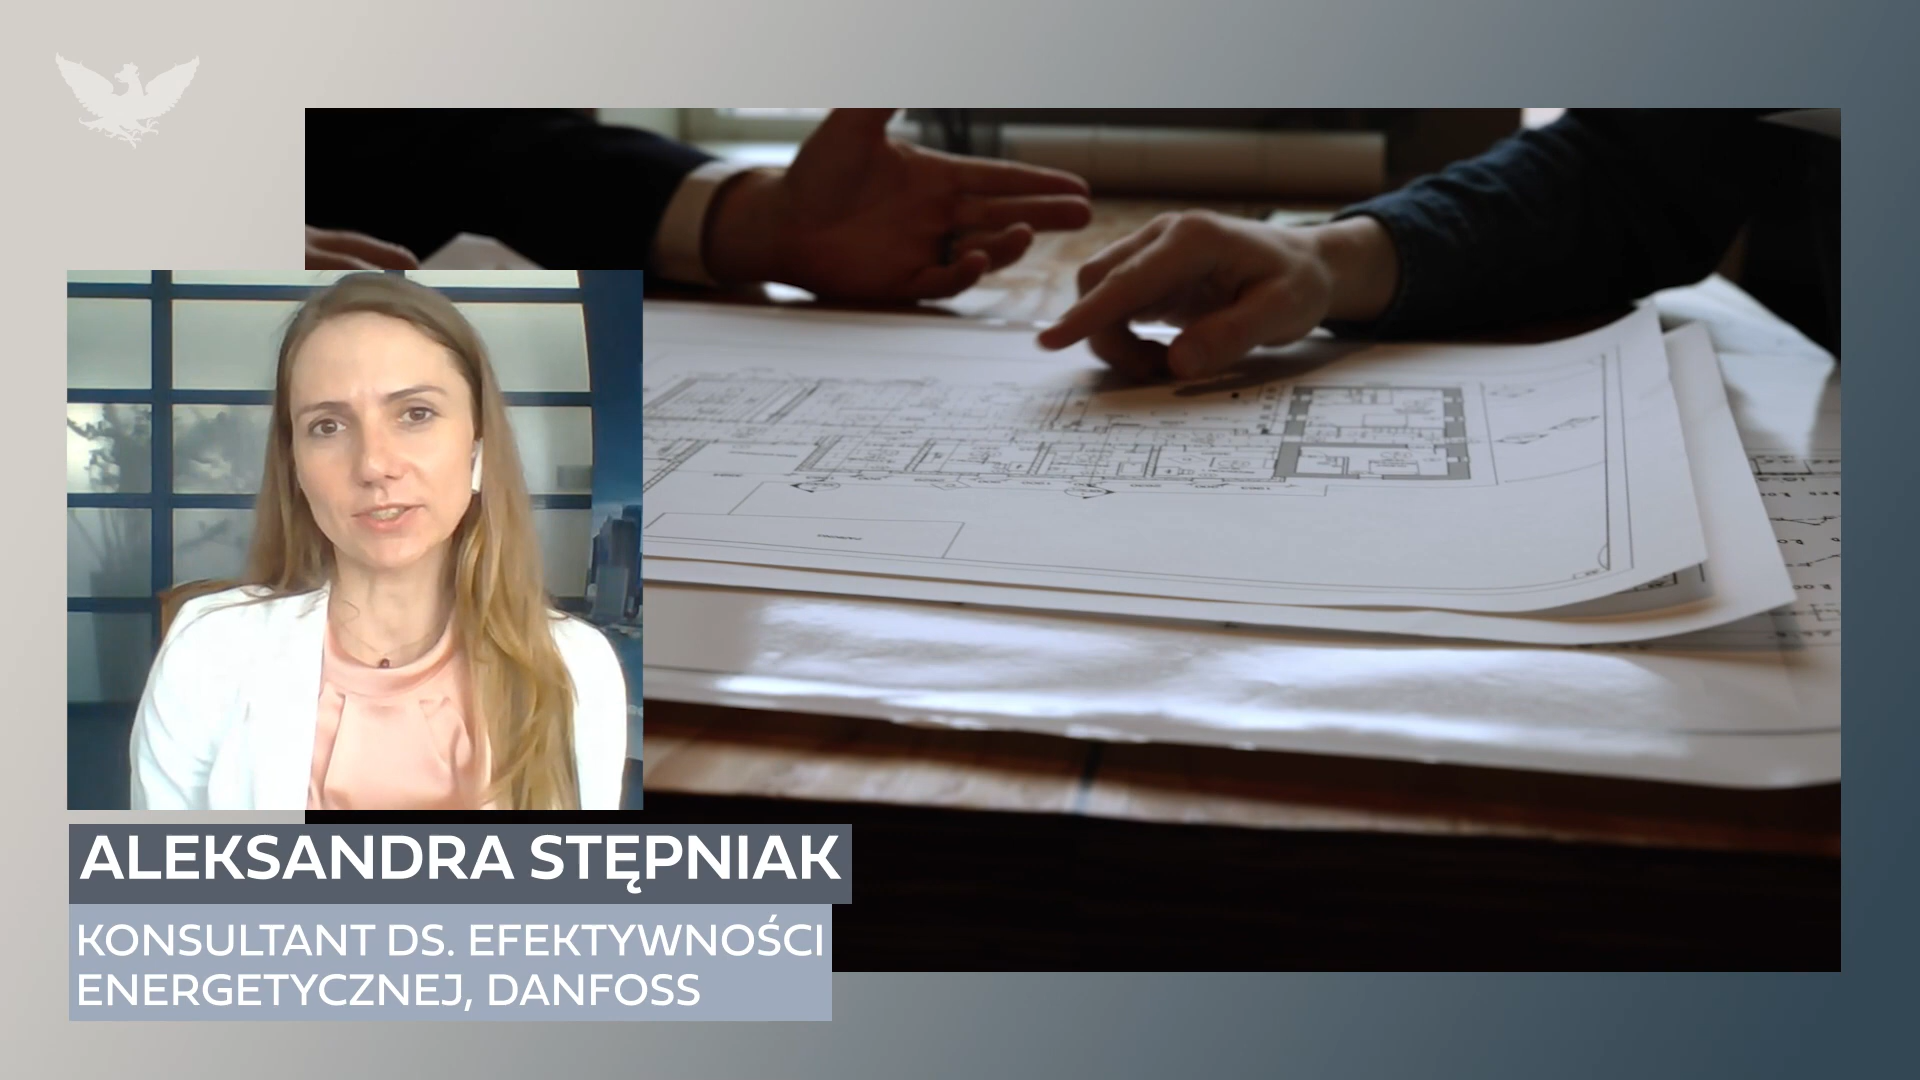 ALEKSANDRA STĘPNIAK
KONSULTANT DS. EFEKTYWNOŚCI
ENERGETYCZNEJ, DANFOSS